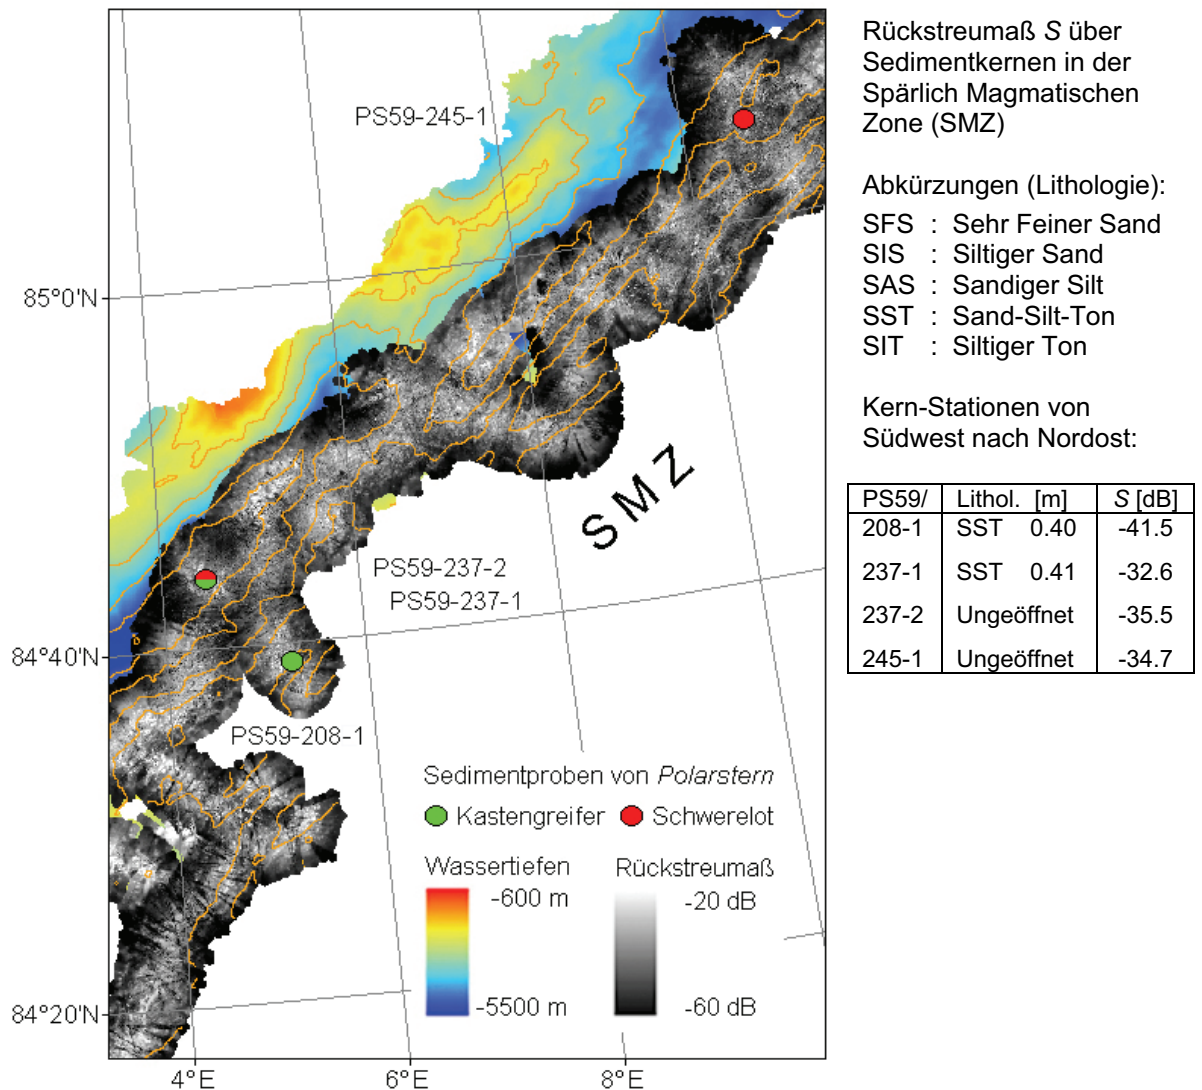 PS59-245-1
85°0'N
SMZ
PS59-237-2
PS59-237-1
84°40'N
PS59-208-1
Sedimentproben von Polarstern
Kastengreifer Schwerelot
Wassertiefen Rückstreumaß
-600 m -20 dB
-5500 m -60 dB
84°20'N
4°E 6°E 8°E
Rückstreumaß S über
Sedimentkernen in der
Spärlich Magmatischen
Zone (SMZ)
Abkürzungen (Lithologie):
SFS : Sehr Feiner Sand
SIS : Siltiger Sand
SAS : Sandiger Silt
SST : Sand-Silt-Ton
SIT : Siltiger Ton
Kern-Stationen von
Südwest nach Nordost:
PS59/ Lithol. [m] S [dB]
208-1 SST 0.40 -41.5
237-1 SST 0.41 -32.6
237-2 Ungeöffnet -35.5
245-1 Ungeöffnet -34.7